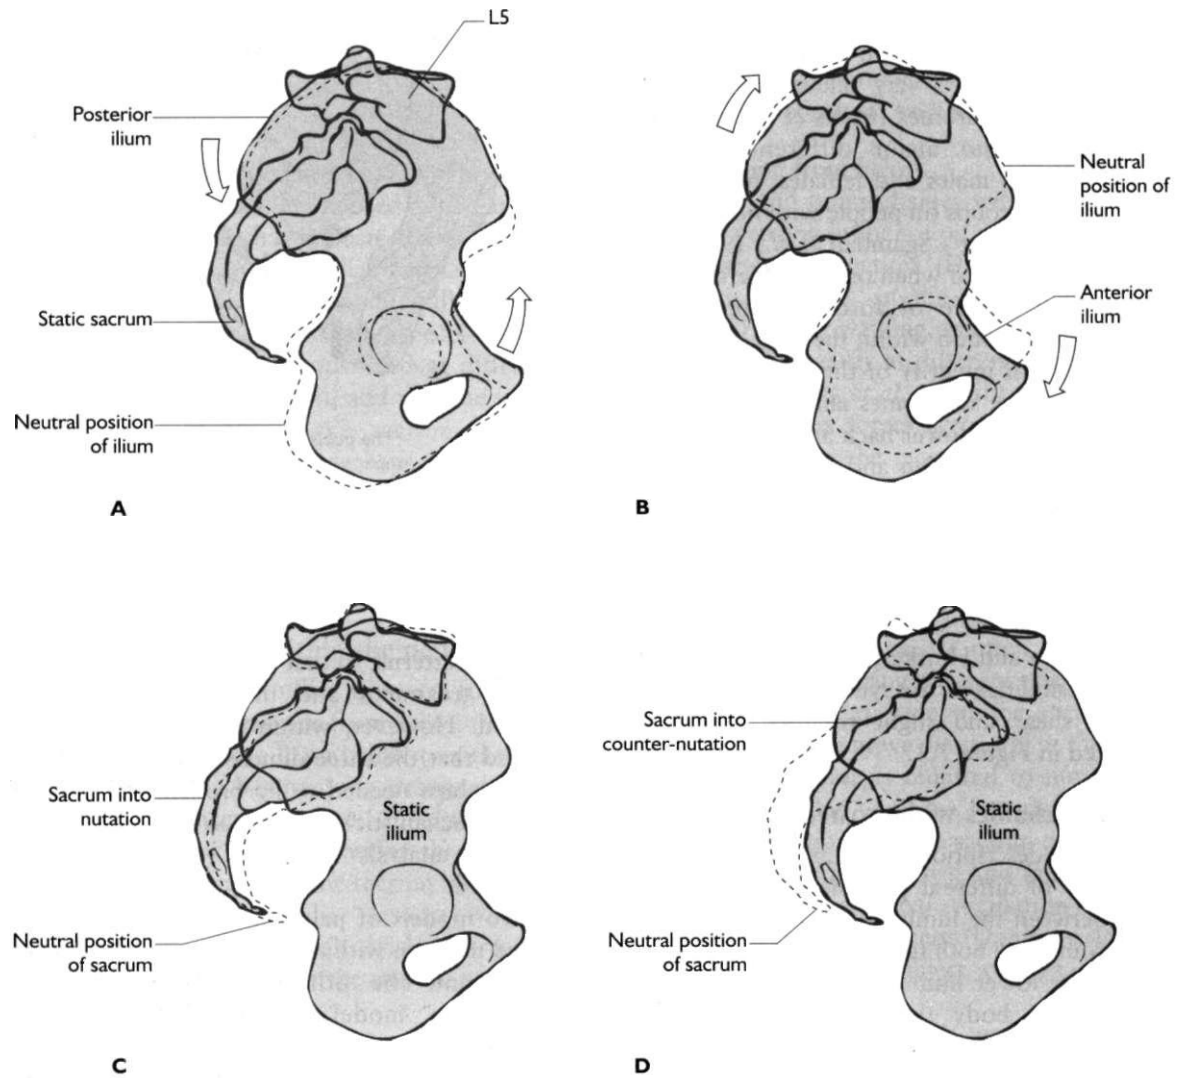 L5
Posterior
ilium
Static sacrum
Neutral position
of ilium
A
Neutral
position of
ilium
Anterior
ilium
B
Sacrum into
nutation
Static
ilium
Neutral position
of sacrum
C
Sacrum into
counter-nutation
Static
ilium
Neutral position
of sacrum
D